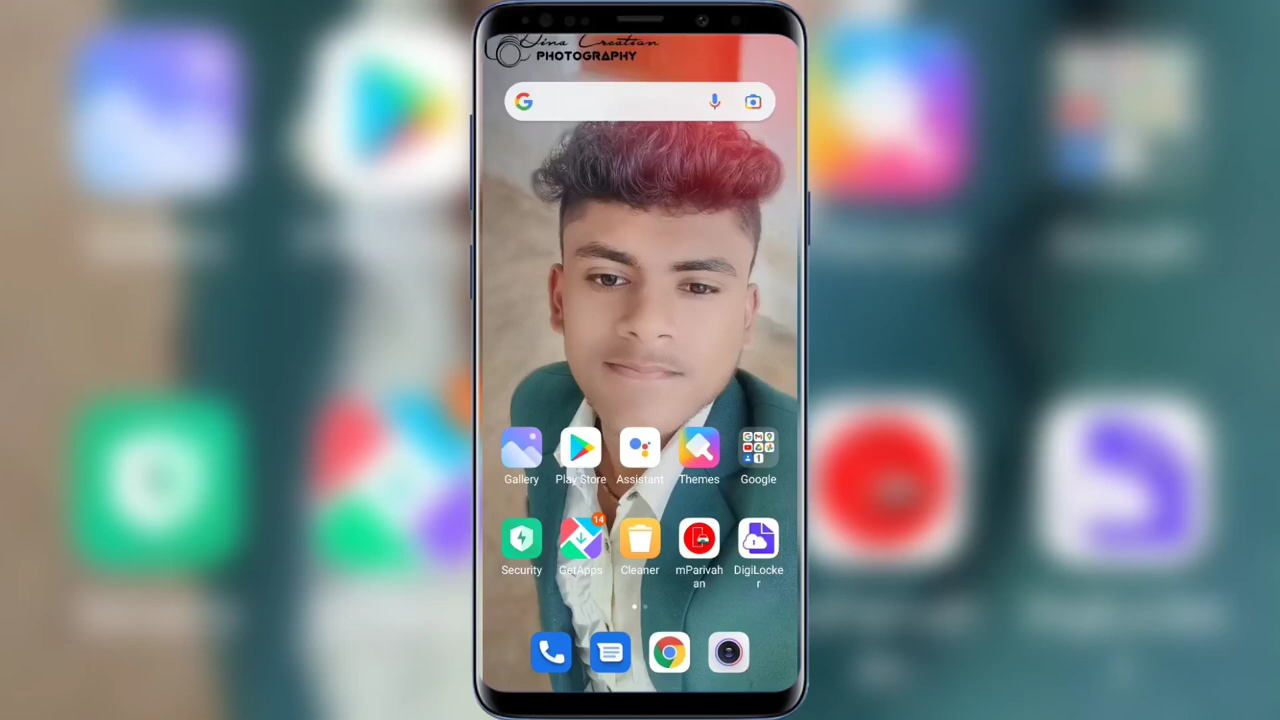 PHOTOGRAPHY
Gallery
Play Store
Assistant
Themes
Google
14
Security
GetApps
Cleaner
mParivah
an
DigiLocke
r